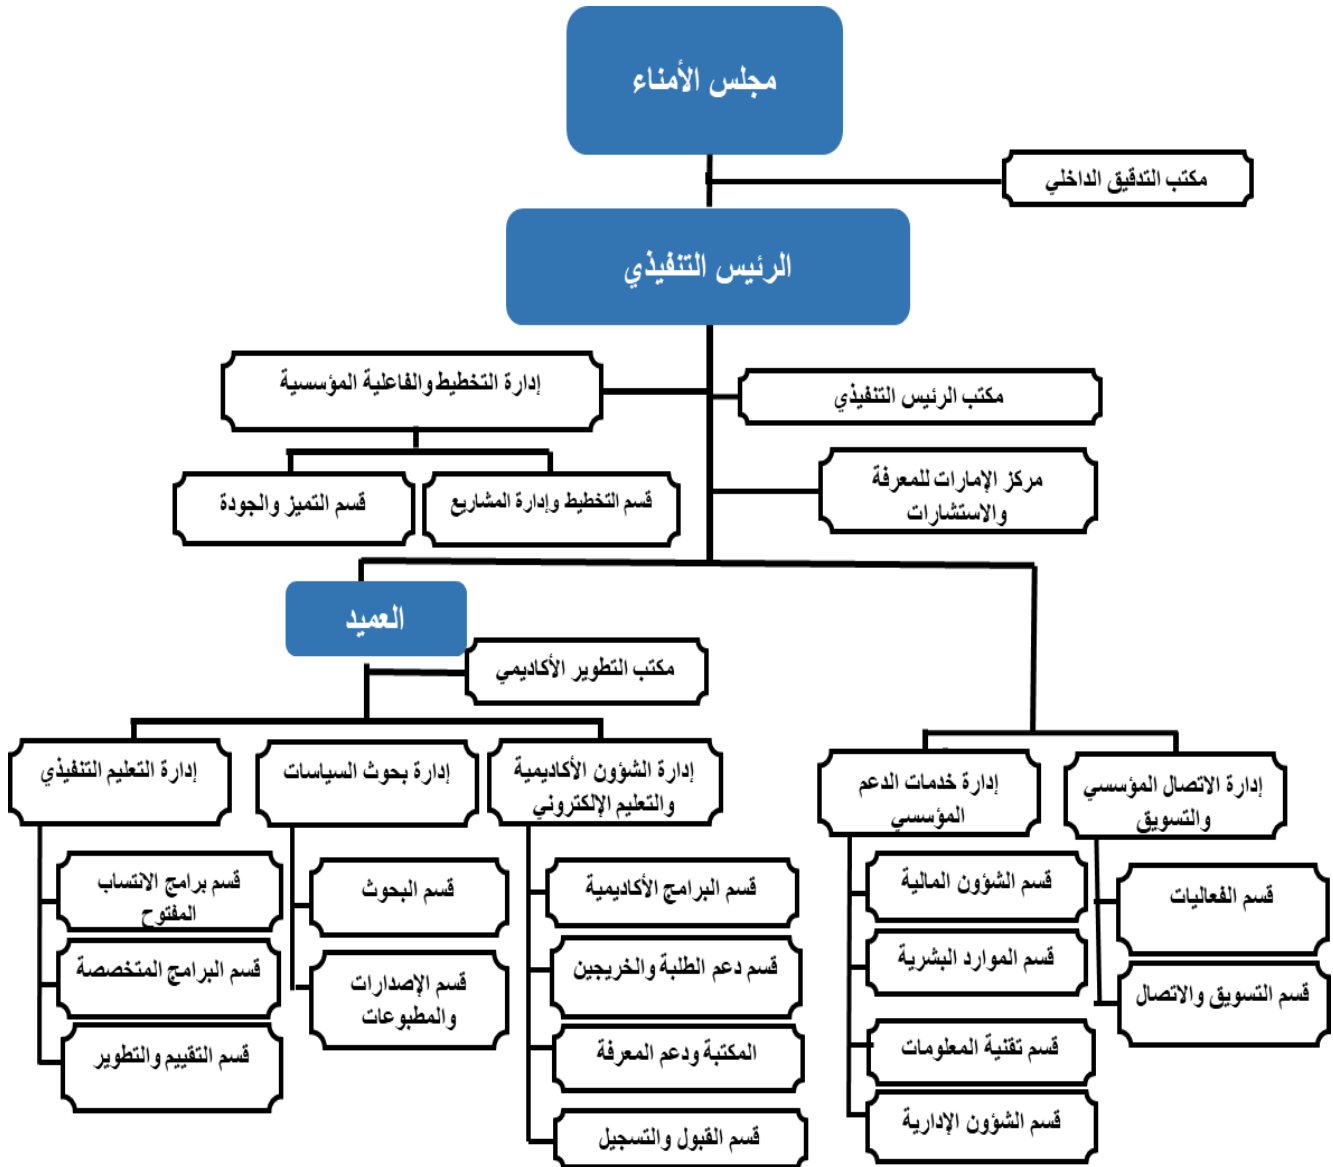 مجلس الأمناء
مكتب التدقيق الداخلي
الرئيس التنفيذي
مكتب الرئيس التنفيذي
إدارة التخطيط والفاعلية المؤسسية
مركز الإمارات للمعرفة
والاستشارات
قسم التخطيط وإدارة المشاريع
قسم التميز والجودة
العميد
مكتب التطوير الأكاديمي
إدارة الاتصال المؤسسي
والتسويق
إدارة خدمات الدعم
المؤسسي
إدارة الشؤون الأكاديمية
والتعليم الإلكتروني
إدارة بحوث السياسات
إدارة التعليم التنفيذي
قسم الفعاليات
قسم التسويق والاتصال
قسم الشؤون المالية
قسم الموارد البشرية
قسم تقنية المعلومات
قسم الشؤون الإدارية
قسم البرامج الأكاديمية
قسم دعم الطلبة والخريجين
المكتبة ودعم المعرفة
قسم القبول والتسجيل
قسم البحوث
قسم الإصدارات
والمطبوعات
قسم برامج الانتساب
المفتوح
قسم البرامج المتخصصة
قسم التقييم والتطوير